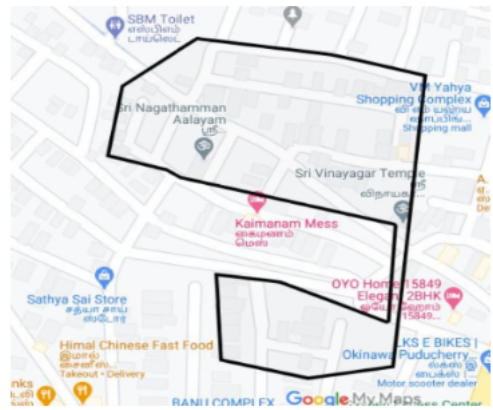 SBM Toilet
எஸ்பிஎம்
டாய்லெட்
VM Yahya
Shopping Complex
Shopping mall
Sri Nagathamman
Aalayam
ஸ்ரீ...
Sri Vinayagar Temple
ஸ்ரீ
விநாயக...
A.
Kaimanam Mess
கைமணம்
மெஸ்
OYO Home 15849
Elegant 2BHK
ஓயோ ஹோம்
15849...
Sathya Sai Store
சத்யா சாய்
ஸ்டோர்
Himal Chinese Fast Food
இமால்
சைனீஸ்...
Takeout • Delivery
LKS E BIKES |
Okinawa Puducherry...
Motor scooter dealer
BANU COMPLEX
Google My Maps